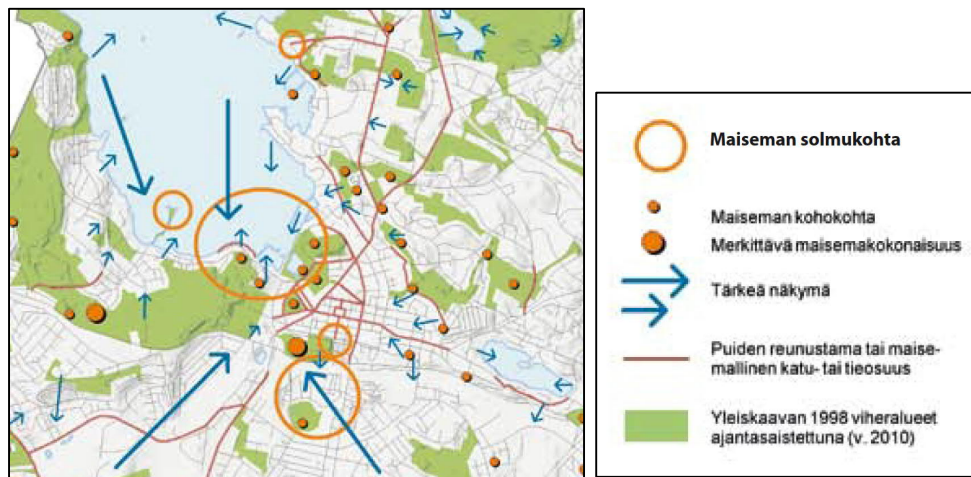 Maiseman solmukohta
Maiseman kohokohta
Merkittävä maisemakokonaisuus
Tärkeä näkymä
Puiden reunustama tai maise-
mallinen katu- tai tieosuus
Yleiskaavan 1998 viheralueet
ajantasaistettuna (v. 2010)